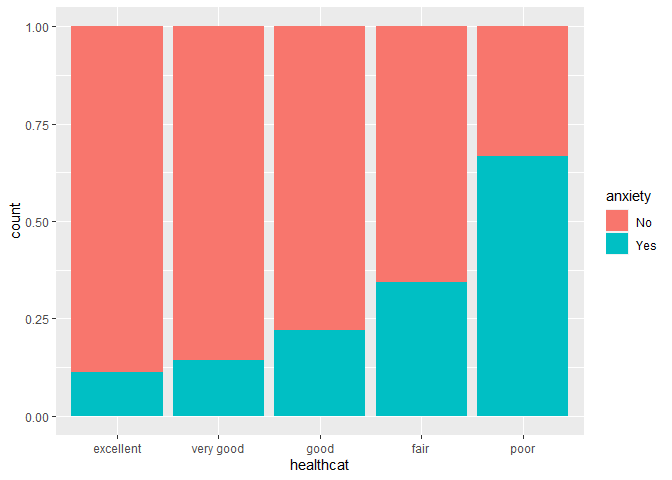 1.00
0.75
0.50
0.25
0.00
count
excellent very good good fair poor
healthcat
anxiety
No
Yes